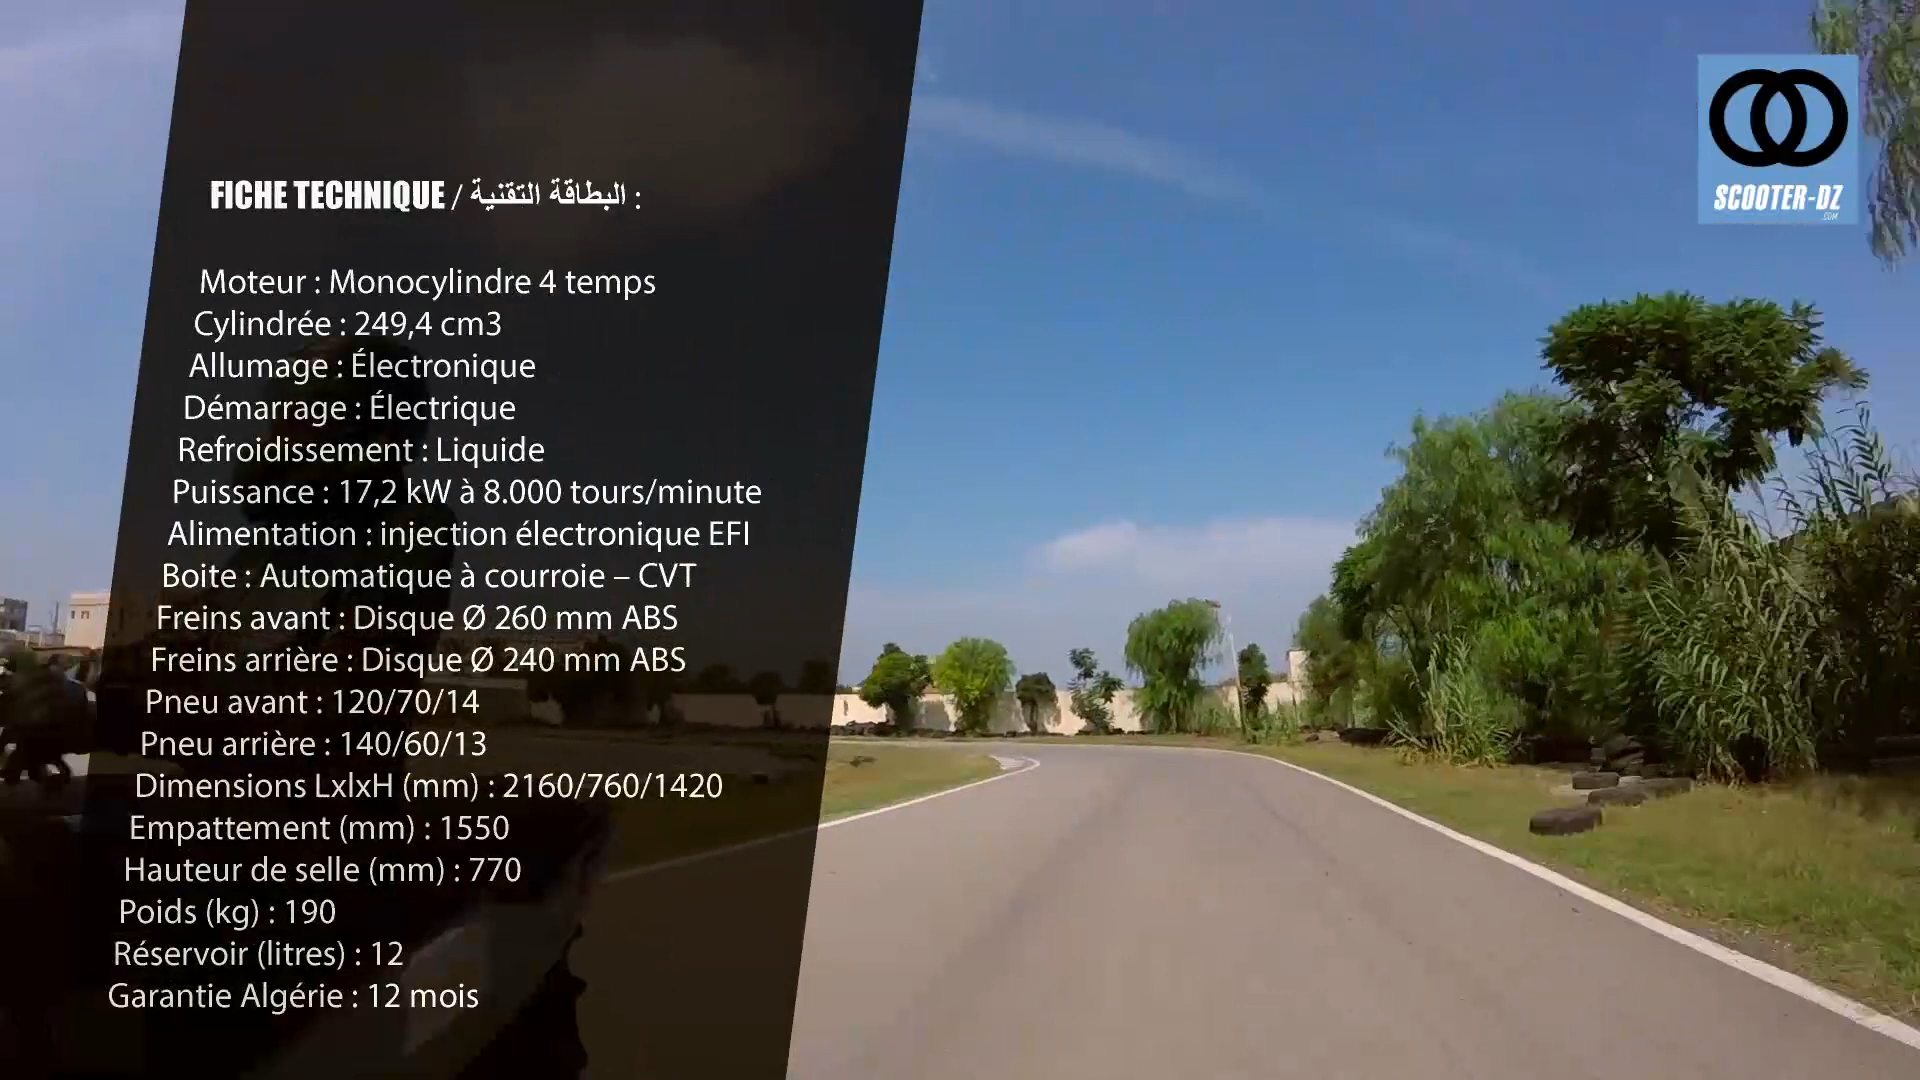 FICHE TECHNIQUE / البطاقة التقنية :
Moteur : Monocylindre 4 temps
Cylindrée : 249,4 cm3
Allumage : Électronique
Démarrage : Électrique
Refroidissement : Liquide
Puissance : 17,2 kW à 8.000 tours/minute
Alimentation : injection électronique EFI
Boite : Automatique à courroie – CVT
Freins avant : Disque Ø 260 mm ABS
Freins arrière : Disque Ø 240 mm ABS
Pneu avant : 120/70/14
Pneu arrière : 140/60/13
Dimensions LxlxH (mm) : 2160/760/1420
Empattement (mm) : 1550
Hauteur de selle (mm) : 770
Poids (kg) : 190
Réservoir (litres) : 12
Garantie Algérie : 12 mois
SCOOTER-DZ
.COM